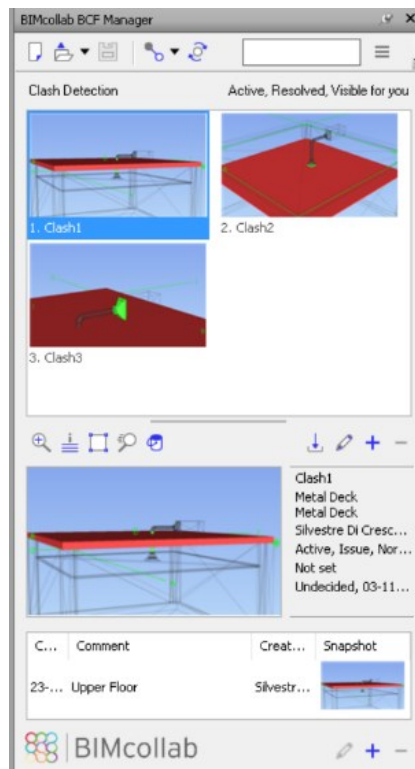 BIMcollab BCF Manager
Clash Detection Active, Resolved, Visible for you
1. Clash1
2. Clash2
3. Clash3
Clash1
Metal Deck
Metal Deck
Silvestre Di Cresc...
Active, Issue, Nor...
Not set
Undecided, 03-11...
C... Comment Creat... Snapshot
23-... Upper Floor Silvestr...
BIMcollab